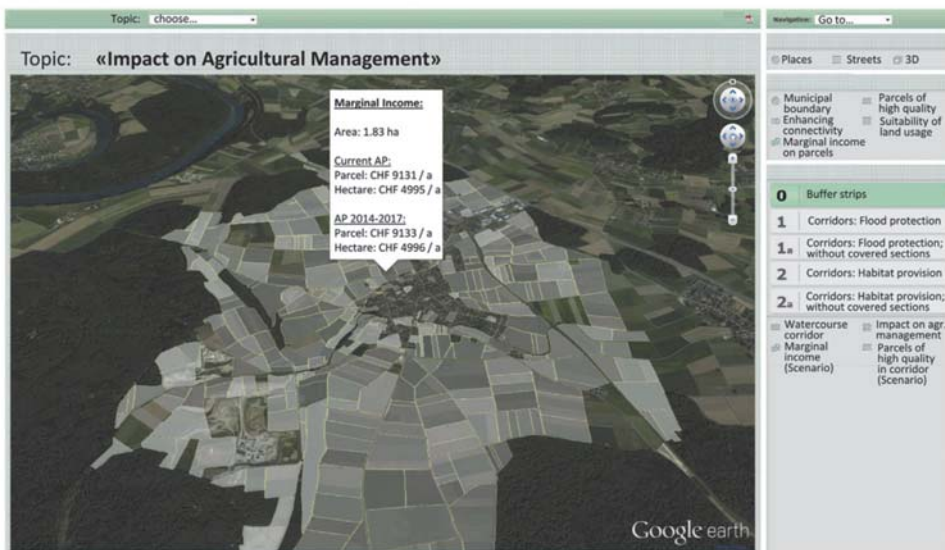 Topic: choose...
Navigation: Go to...
Topic: «Impact on Agricultural Management»
Places Streets 3D
Marginal Income:
Area: 1.83 ha
Current AP:
Parcel: CHF 9131 / a
Hectare: CHF 4995 / a
AP 2014-2017:
Parcel: CHF 9133 / a
Hectare: CHF 4996 / a
Municipal
boundary
Enhancing
connectivity
Marginal income
on parcels
Parcels of
high quality
Suitability of
land usage
0 Buffer strips
1 Corridors: Flood protection
1a Corridors: Flood protection;
without covered sections
2 Corridors: Habitat provision
2a Corridors: Habitat provision;
without covered sections
Watercourse
corridor
Marginal
income
(Scenario)
Impact on agr.
management
Parcels of
high quality
in corridor
(Scenario)
Google earth